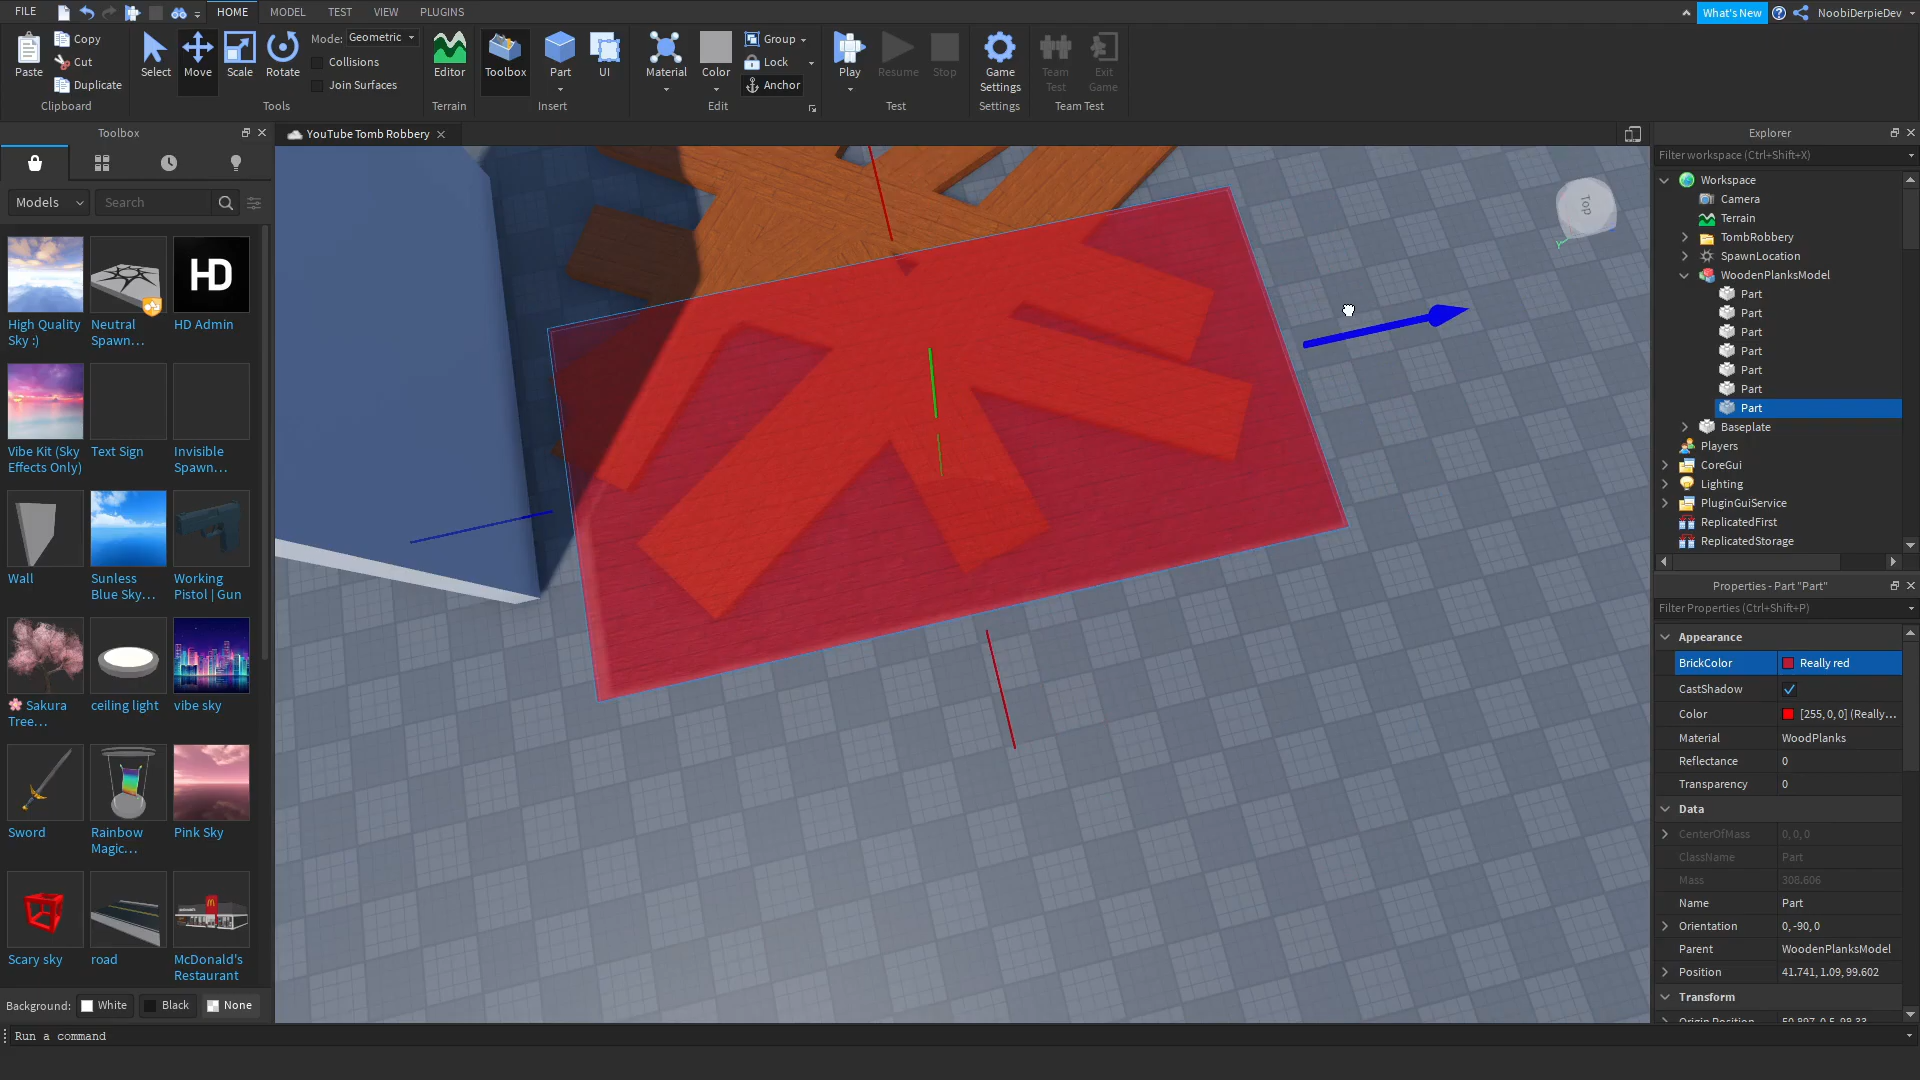 FILE
HOME
MODEL
TEST
VIEW
PLUGINS
What's New
NoobiDerpieDev
Paste
Copy
Cut
Duplicate
Clipboard
Select
Move
Scale
Rotate
Mode: Geometric
Collisions
Join Surfaces
Tools
Editor
Terrain
Toolbox
Part
UI
Insert
Material
Color
Group
Lock
Anchor
Edit
Play
Resume
Stop
Test
Game
Settings
Settings
Team
Test
Exit
Game
Team Test
Toolbox
Models
Search
High Quality
Sky :)
Neutral
Spawn...
HD
HD Admin
Vibe Kit (Sky
Effects Only)
Text Sign
Invisible
Spawn...
Wall
Sunless
Blue Sky...
Working
Pistol | Gun
🌸 Sakura
Tree...
ceiling light
vibe sky
Sword
Rainbow
Magic...
Pink Sky
Scary sky
road
McDonald's
Restaurant
Background: White Black None
Run a command
YouTube Tomb Robbery
Top
Y
Explorer
Filter workspace (Ctrl+Shift+X)
Workspace
Camera
Terrain
TombRobbery
SpawnLocation
WoodenPlanksModel
Part
Part
Part
Part
Part
Part
Part
Baseplate
Players
CoreGui
Lighting
PluginGuiService
ReplicatedFirst
ReplicatedStorage
Properties - Part "Part"
Filter Properties (Ctrl+Shift+P)
Appearance
BrickColor Really red
CastShadow
Color [255, 0, 0] (Really...
Material WoodPlanks
Reflectance 0
Transparency 0
Data
CenterOfMass 0, 0, 0
ClassName Part
Mass 308.606
Name Part
Orientation 0, -90, 0
Parent WoodenPlanksModel
Position 41.741, 1.09, 99.602
Transform
Origin Position 50.897, 0.5, 98.33